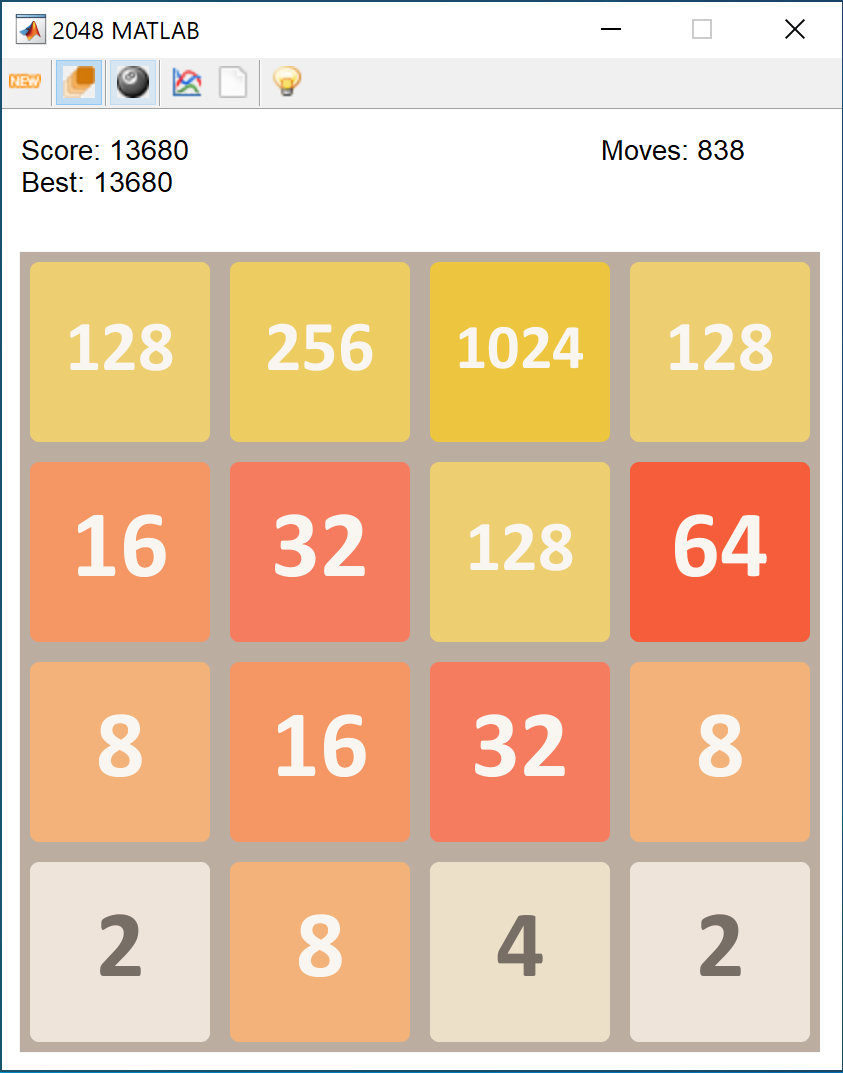 2048 MATLAB
NEW
Score: 13680 Moves: 838
Best: 13680
128 256 1024 128
16 32 128 64
8 16 32 8
2 8 4 2